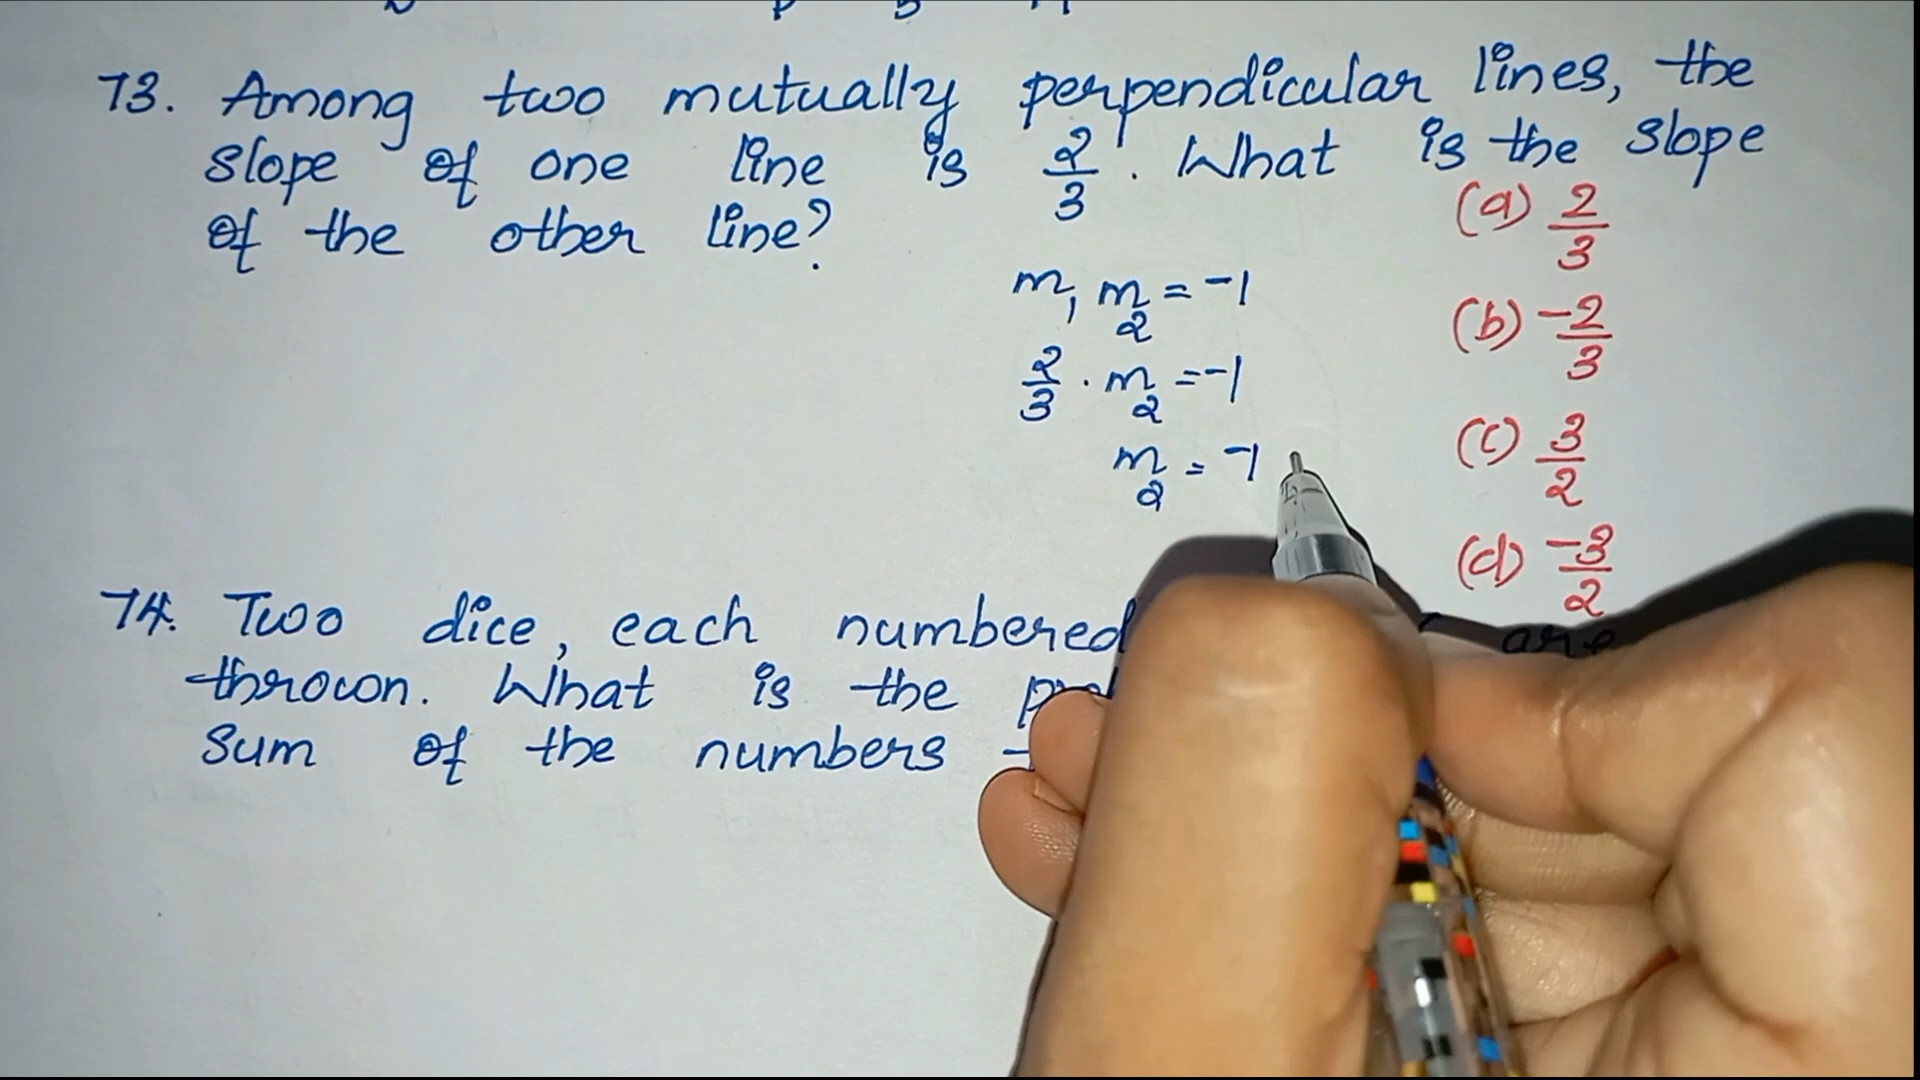 73. Among two mutually perpendicular lines, the
slope of one line is 2/3. What is the slope
of the other line?
(a) 2/3
(b) -2/3
(c) 3/2
(d) -3/2
m₁ m₂ = -1
2/3 . m₂ = -1
m₂ = -1
74. Two dice, each numbered are
thrown. What is the
sum of the numbers